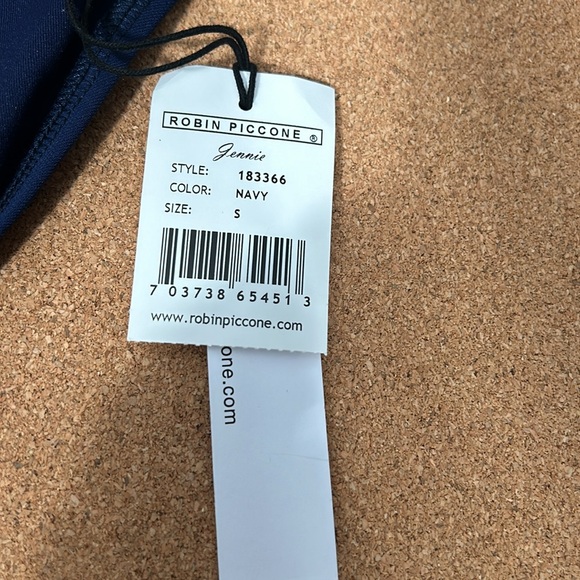 ROBIN PICCONE ®
Jennie
STYLE: 183366
COLOR: NAVY
SIZE: S
7 03738 65451 3
www.robinpiccone.com
one.com